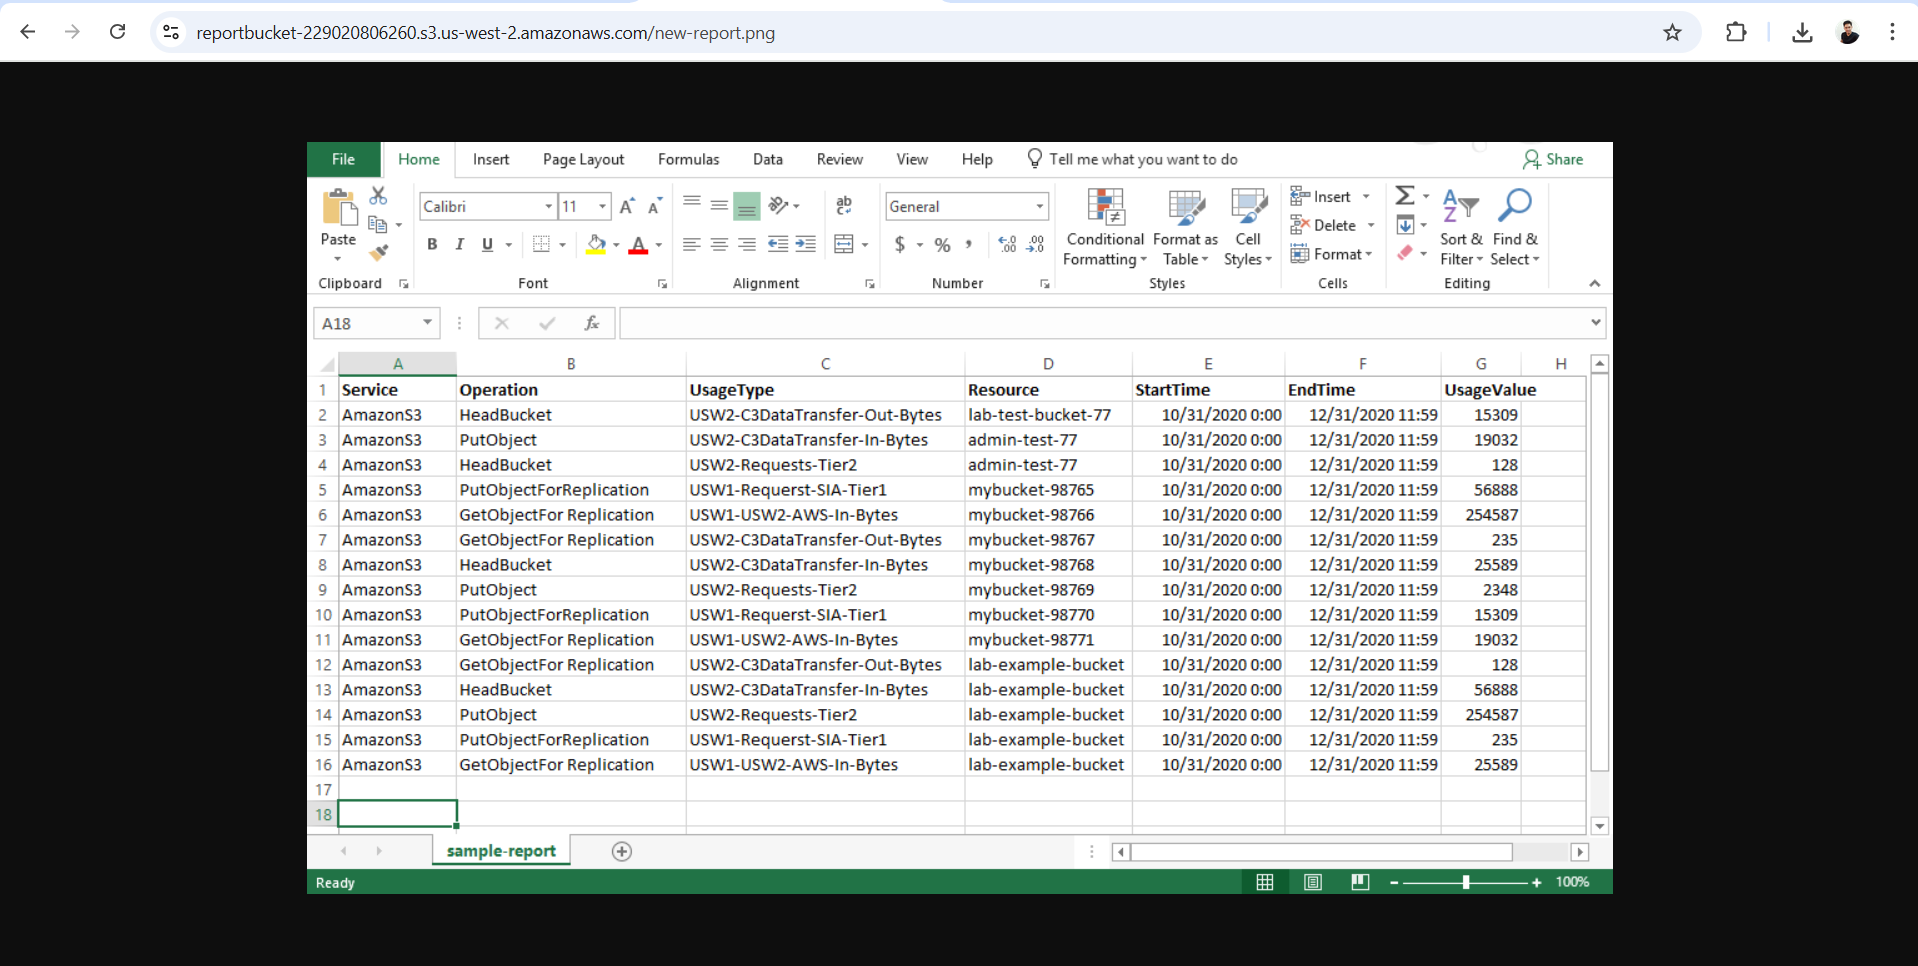 reportbucket-229020806260.s3.us-west-2.amazonaws.com/new-report.png
File Home Insert Page Layout Formulas Data Review View Help Tell me what you want to do Share
Paste
Clipboard
Calibri 11
B I U A
Font
ab
Alignment
General
$ % ,
Number
Conditional Formatting
Format as Table
Cell Styles
Styles
Insert
Delete
Format
Cells
Sort & Filter
Find & Select
Editing
A18 fx
A B C D E F G H
1 Service Operation UsageType Resource StartTime EndTime UsageValue
2 AmazonS3 HeadBucket USW2-C3DataTransfer-Out-Bytes lab-test-bucket-77 10/31/2020 0:00 12/31/2020 11:59 15309
3 AmazonS3 PutObject USW2-C3DataTransfer-In-Bytes admin-test-77 10/31/2020 0:00 12/31/2020 11:59 19032
4 AmazonS3 HeadBucket USW2-Requests-Tier2 admin-test-77 10/31/2020 0:00 12/31/2020 11:59 128
5 AmazonS3 PutObjectForReplication USW1-Requerst-SIA-Tier1 mybucket-98765 10/31/2020 0:00 12/31/2020 11:59 56888
6 AmazonS3 GetObjectFor Replication USW1-USW2-AWS-In-Bytes mybucket-98766 10/31/2020 0:00 12/31/2020 11:59 254587
7 AmazonS3 GetObjectFor Replication USW2-C3DataTransfer-Out-Bytes mybucket-98767 10/31/2020 0:00 12/31/2020 11:59 235
8 AmazonS3 HeadBucket USW2-C3DataTransfer-In-Bytes mybucket-98768 10/31/2020 0:00 12/31/2020 11:59 25589
9 AmazonS3 PutObject USW2-Requests-Tier2 mybucket-98769 10/31/2020 0:00 12/31/2020 11:59 2348
10 AmazonS3 PutObjectForReplication USW1-Requerst-SIA-Tier1 mybucket-98770 10/31/2020 0:00 12/31/2020 11:59 15309
11 AmazonS3 GetObjectFor Replication USW1-USW2-AWS-In-Bytes mybucket-98771 10/31/2020 0:00 12/31/2020 11:59 19032
12 AmazonS3 GetObjectFor Replication USW2-C3DataTransfer-Out-Bytes lab-example-bucket 10/31/2020 0:00 12/31/2020 11:59 128
13 AmazonS3 HeadBucket USW2-C3DataTransfer-In-Bytes lab-example-bucket 10/31/2020 0:00 12/31/2020 11:59 56888
14 AmazonS3 PutObject USW2-Requests-Tier2 lab-example-bucket 10/31/2020 0:00 12/31/2020 11:59 254587
15 AmazonS3 PutObjectForReplication USW1-Requerst-SIA-Tier1 lab-example-bucket 10/31/2020 0:00 12/31/2020 11:59 235
16 AmazonS3 GetObjectFor Replication USW1-USW2-AWS-In-Bytes lab-example-bucket 10/31/2020 0:00 12/31/2020 11:59 25589
17
18
sample-report
Ready 100%